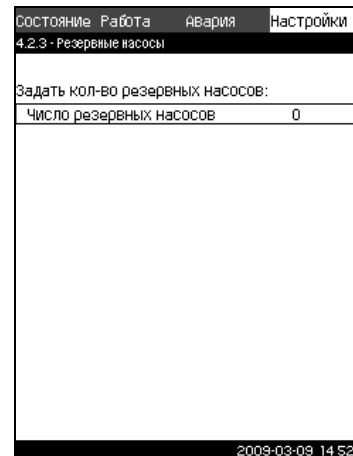 Состояние Работа Авария Настройки
4.2.3 - Резервные насосы
Задать кол-во резервных насосов:
Число резервных насосов 0
2009-03-09 14:52